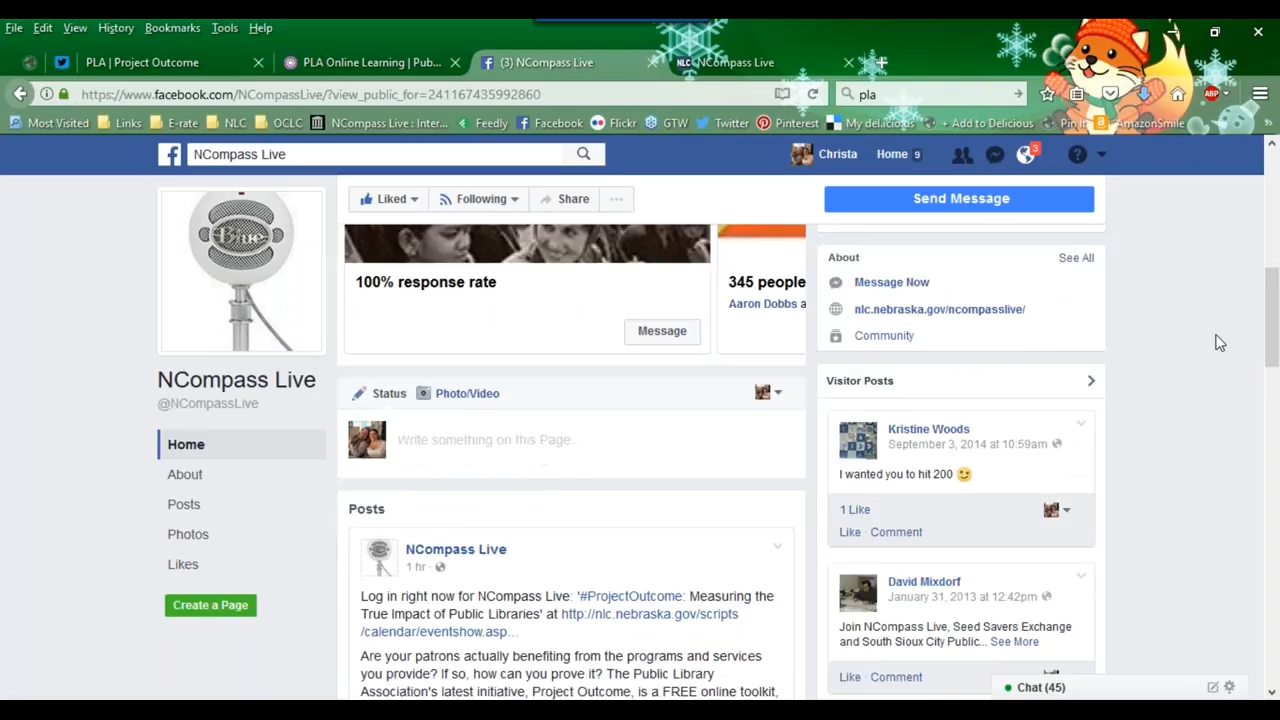 File Edit View History Bookmarks Tools Help
PLA | Project Outcome
PLA Online Learning | Pub...
(3) NCompass Live
NLC NCompass Live
https://www.facebook.com/NCompassLive/?view_public_for=241167435992860
pla
ABP
Most Visited Links E-rate NLC OCLC NCompass Live : Inter... Feedly Facebook Flickr GTW Twitter Pinterest My del.icio.us + Add to Delicious Pin It AmazonSmile
NCompass Live
Christa Home 9
3
Liked Following Share
Send Message
Blue
100% response rate
Message
345 people
Aaron Dobbs a
About See All
Message Now
nlc.nebraska.gov/ncompasslive/
Community
NCompass Live
@NCompassLive
Home
About
Posts
Photos
Likes
Create a Page
Status Photo/Video
Write something on this Page...
Posts
NCompass Live
1 hr ·
Log in right now for NCompass Live: '#ProjectOutcome: Measuring the
True Impact of Public Libraries' at http://nlc.nebraska.gov/scripts
/calendar/eventshow.asp...
Are your patrons actually benefiting from the programs and services
you provide? If so, how can you prove it? The Public Library
Association's latest initiative, Project Outcome, is a FREE online toolkit,
Visitor Posts
Kristine Woods
September 3, 2014 at 10:59am
I wanted you to hit 200
1 Like
Like · Comment
David Mixdorf
January 31, 2013 at 12:42pm
Join NCompass Live, Seed Savers Exchange
and South Sioux City Public... See More
Like · Comment
Chat (45)